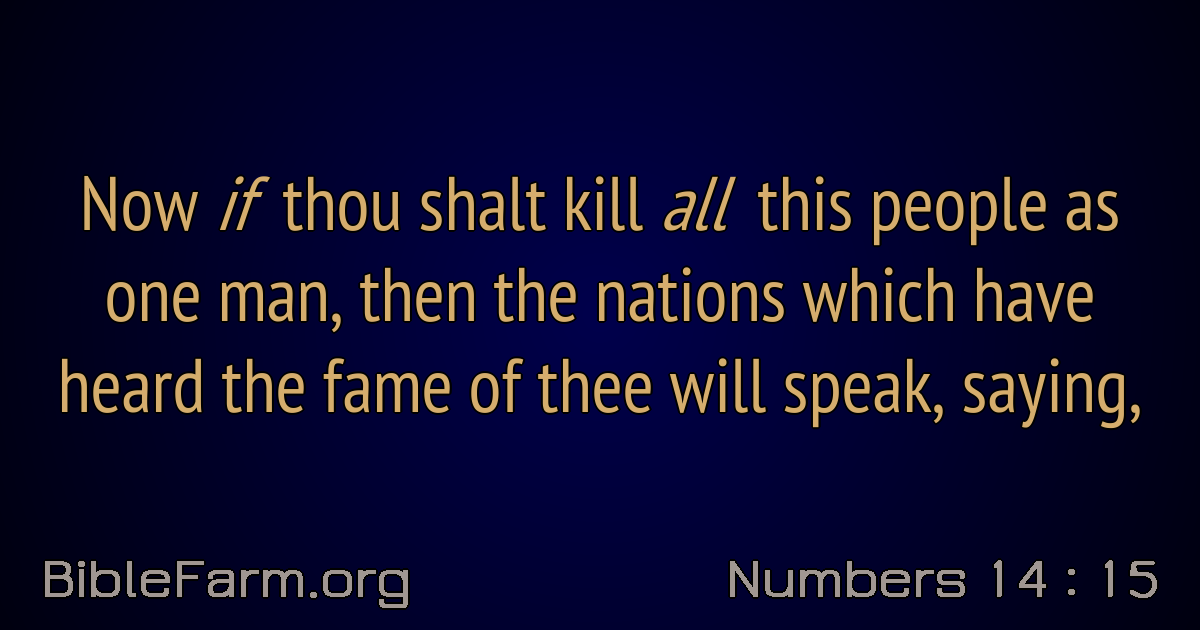 Now if thou shalt kill all this people as
one man, then the nations which have
heard the fame of thee will speak, saying,
BibleFarm.org
Numbers 14 : 15